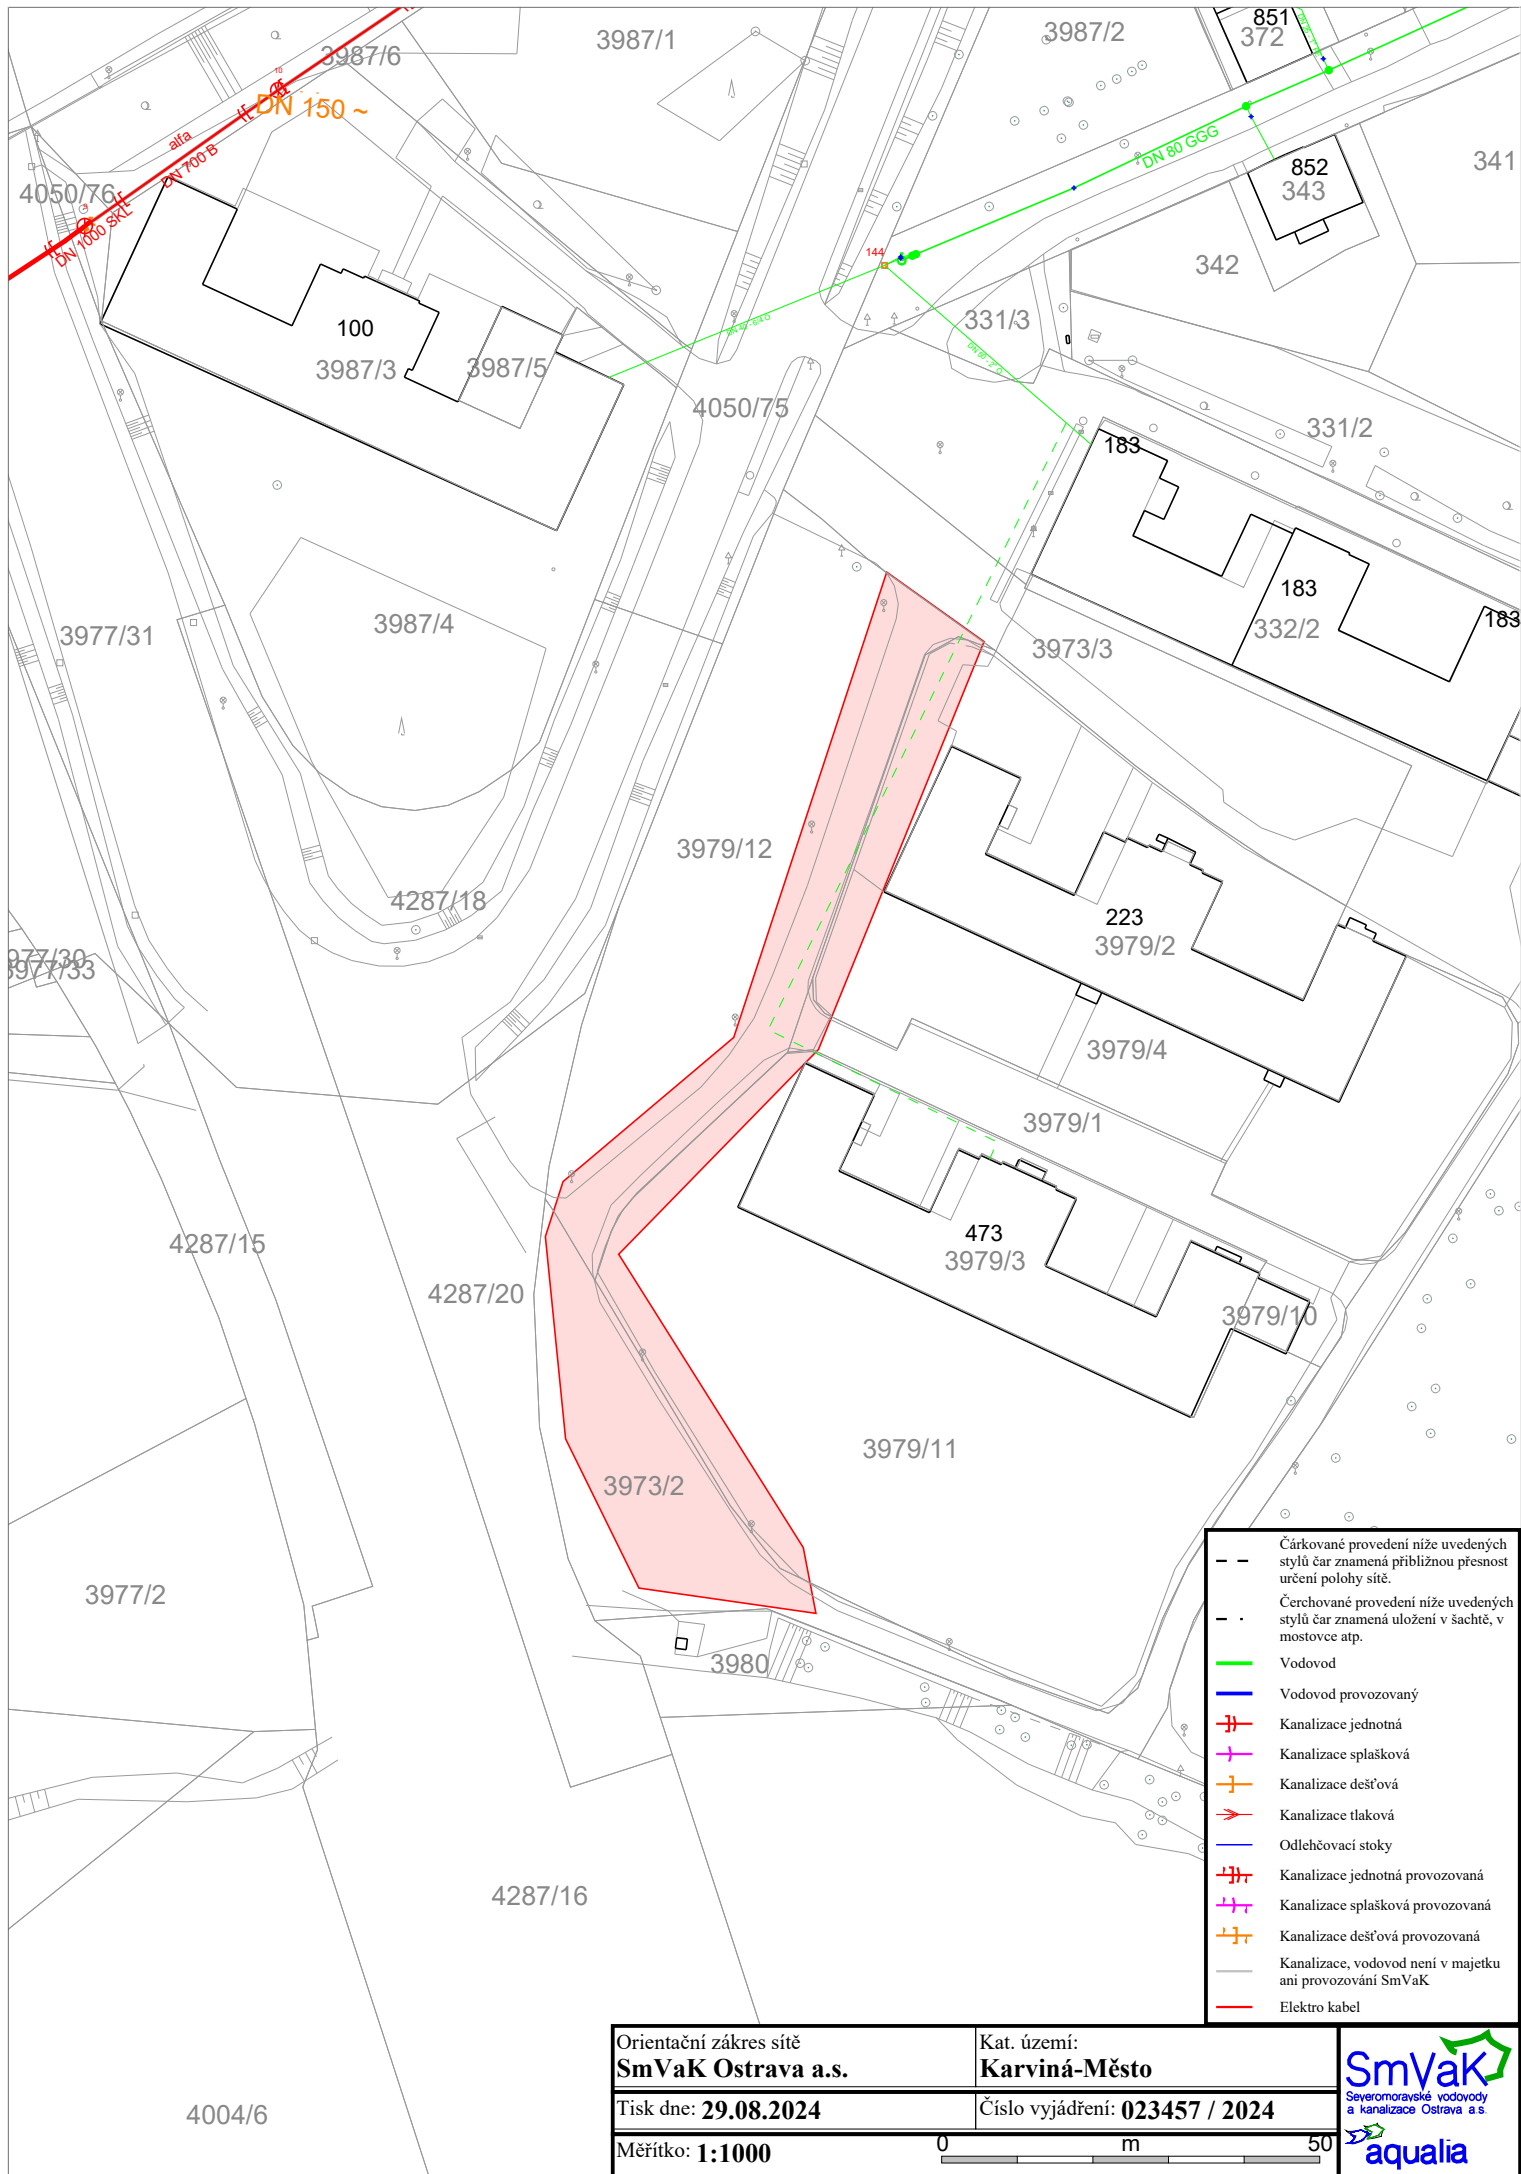 851
372
3987/1
3987/2
3987/6
10
DN 150 ~
alfa
DN 700 B
DN 80 GGG
852
343
341
4050/76
DN 1000 SKL
144
342
100
3987/3
3987/5
331/3
4050/75
331/2
183
183
332/2
183
3977/31
3987/4
3973/3
3979/12
4287/18
223
3979/2
977/30
3977/33
3979/4
3979/1
473
3979/3
4287/15
4287/20
3979/10
3979/11
3973/2
3977/2
3980
4287/16
4004/6
Čárkované provedení níže uvedených
stylů čar znamená přibližnou přesnost
určení polohy sítě.
Čerchované provedení níže uvedených
stylů čar znamená uložení v šachtě, v
mostovce atp.
Vodovod
Vodovod provozovaný
Kanalizace jednotná
Kanalizace splašková
Kanalizace dešťová
Kanalizace tlaková
Odlehčovací stoky
Kanalizace jednotná provozovaná
Kanalizace splašková provozovaná
Kanalizace dešťová provozovaná
Kanalizace, vodovod není v majetku
ani provozování SmVaK
Elektro kabel
Orientační zákres sítě
SmVaK Ostrava a.s.
Kat. území:
Karviná-Město
Tisk dne: 29.08.2024
Číslo vyjádření: 023457 / 2024
Měřítko: 1:1000
0 m 50
SmVaK
Severomoravské vodovody
a kanalizace Ostrava a.s.
aqualia